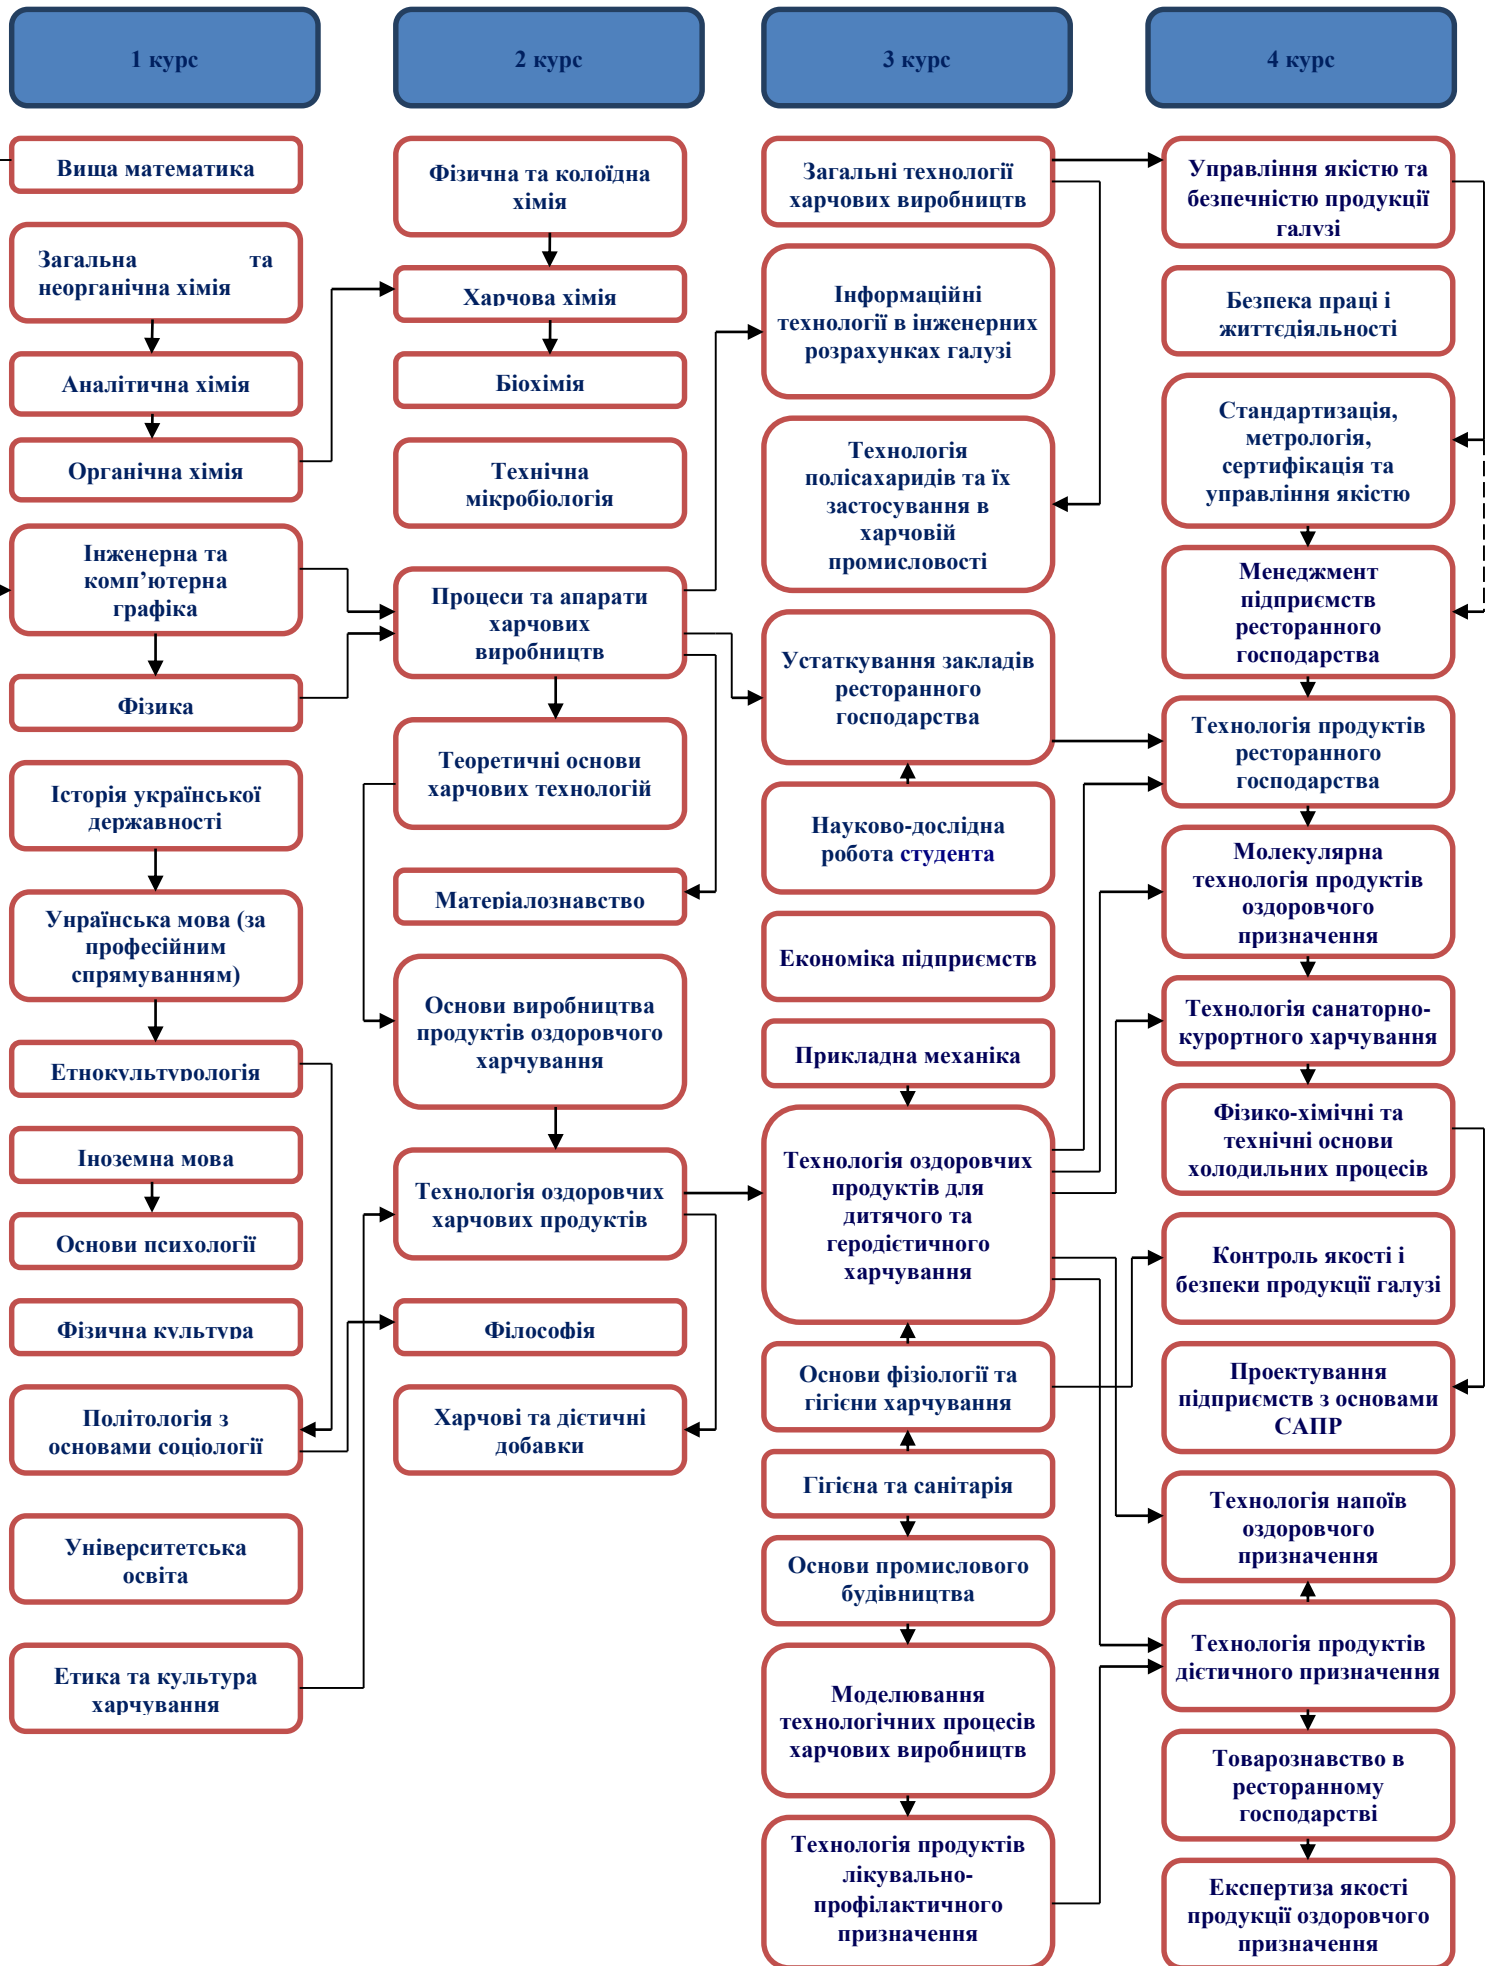 1 курс
2 курс
3 курс
4 курс
Вища математика
Загальна та
неорганічна хімія
Аналітична хімія
Органічна хімія
Інженерна та
комп’ютерна
графіка
Фізика
Історія української
державності
Унраїнська мова (за
професійним
спрямуванням)
Етнокультурологія
Іноземна мова
Основи психології
Фізична культура
Політологія з
основами соціології
Університетська
освіта
Етика та культура
харчування
Фізична та колоїдна
хімія
Харчова хімія
Біохімія
Технічна
мікробіологія
Процеси та апарати
харчових
виробництв
Теоретичні основи
харчових технологій
Матеріалознавство
Основи виробництва
продуктів оздоровчого
харчування
Технологія оздоровчих
харчових продуктів
Філософія
Харчові та дієтичні
добавки
Загальні технології
харчових виробництв
Інформаційні
технології в інженерних
розрахунках галузі
Технологія
полісахаридів та їх
застосування в
харчовій
промисловості
Устаткування закладів
ресторанного
господарства
Науково-дослідна
робота студента
Економіка підприємств
Прикладна механіка
Технологія оздоровчих
продуктів для
дитячого та
геродієтичного
харчування
Основи фізіології та
гігієни харчування
Гігієна та санітарія
Основи промислового
будівництва
Моделювання
технологічних процесів
харчових виробництв
Технологія продуктів
лікувально-
профілактичного
призначення
Управління якістю та
безпечністю продукції
галузі
Безпека праці і
життєдіяльності
Стандартизація,
метрологія,
сертифікація та
управління якістю
Менеджмент
підприємств
ресторанного
господарства
Технологія продуктів
ресторанного
господарства
Молекулярна
технологія продуктів
оздоровчого
призначення
Технологія санаторно-
курортного харчування
Фізико-хімічні та
технічні основи
холодильних процесів
Контроль якості і
безпеки продукції галузі
Проектування
підприємств з основами
САПР
Технологія напоїв
оздоровчого
призначення
Технологія продуктів
дієтичного призначення
Товарознавство в
ресторанному
господарстві
Експертиза якості
продукції оздоровчого
призначення